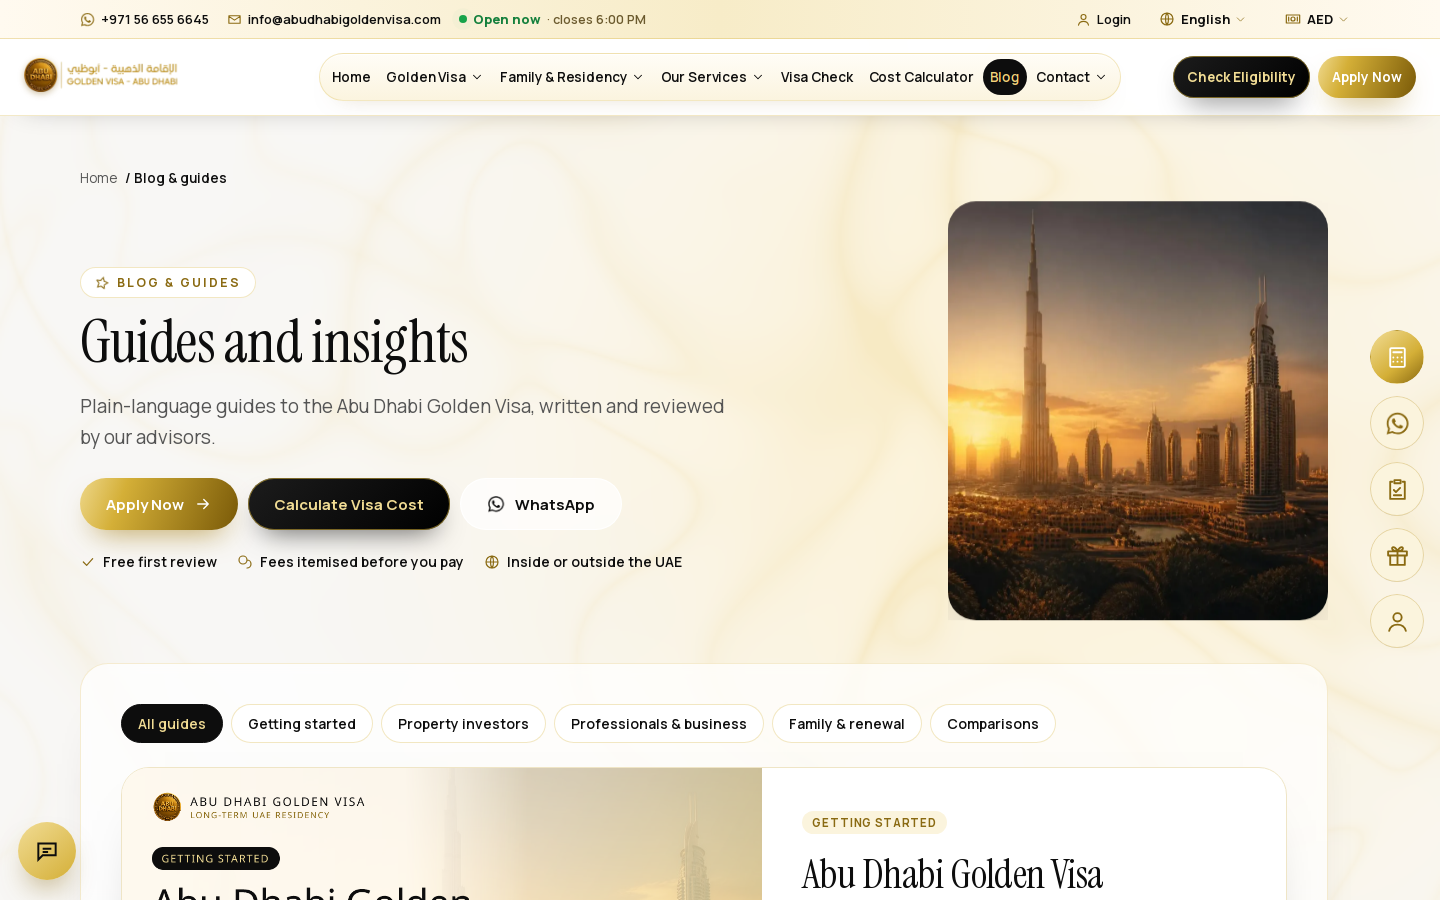 +971 56 655 6645
info@abudhabigoldenvisa.com
Open now · closes 6:00 PM
Login
English
AED
ABU DHABI
الإقامة الذهبية - أبوظبي
GOLDEN VISA - ABU DHABI
Home
Golden Visa
Family & Residency
Our Services
Visa Check
Cost Calculator
Blog
Contact
Check Eligibility
Apply Now
Home / Blog & guides
BLOG & GUIDES
Guides and insights
Plain-language guides to the Abu Dhabi Golden Visa, written and reviewed
by our advisors.
Apply Now
Calculate Visa Cost
WhatsApp
Free first review
Fees itemised before you pay
Inside or outside the UAE
All guides
Getting started
Property investors
Professionals & business
Family & renewal
Comparisons
ABU DHABI GOLDEN VISA
LONG-TERM UAE RESIDENCY
GETTING STARTED
Abu Dhabi Golden
GETTING STARTED
Abu Dhabi Golden Visa